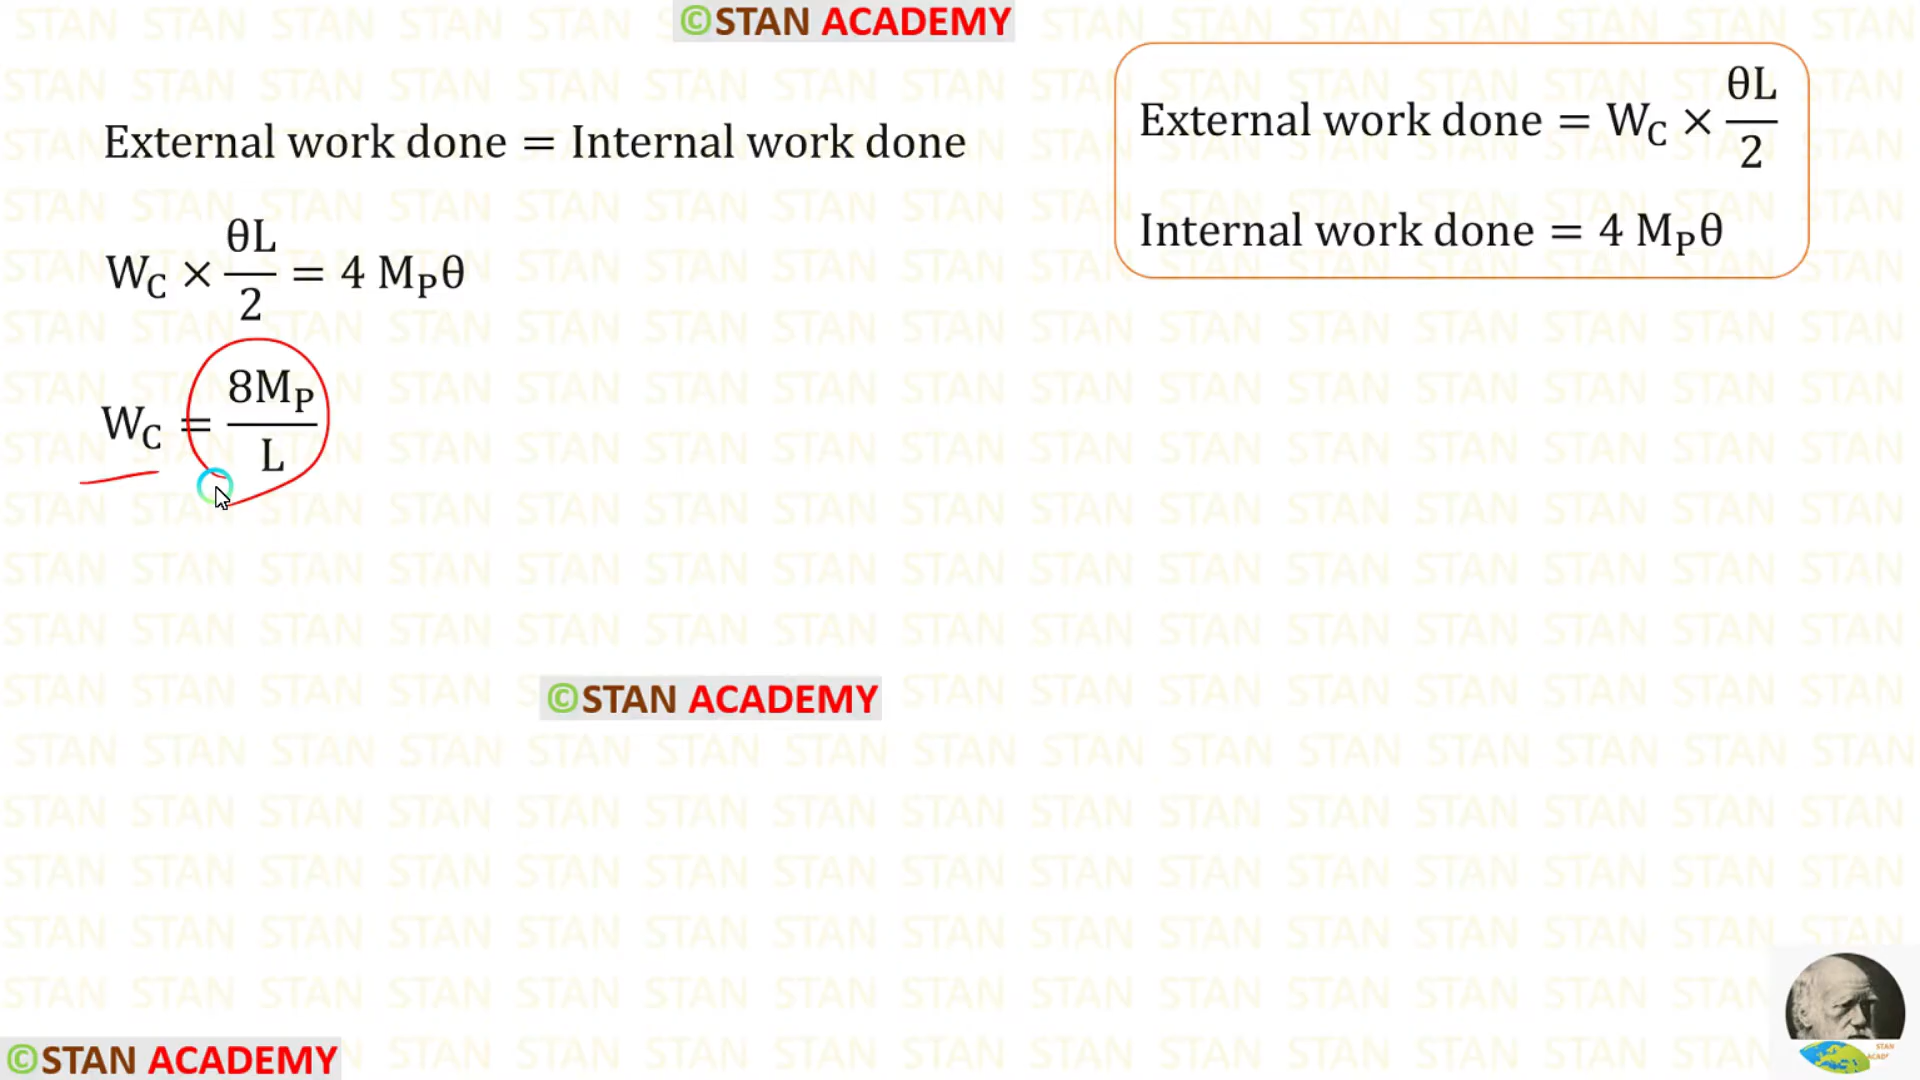 ©STAN ACADEMY
External work done = Internal work done
W_C × θL/2 = 4 M_Pθ
W_C = 8M_P/L
External work done = W_C × θL/2
Internal work done = 4 M_Pθ
©STAN ACADEMY
©STAN ACADEMY
STAN